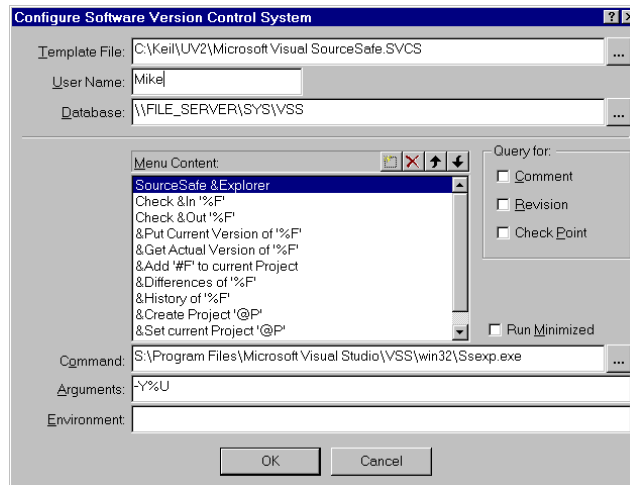 Configure Software Version Control System
Template File: C:\Keil\UV2\Microsoft Visual SourceSafe.SVCS ...
User Name: Mike
Database: \\FILE_SERVER\SYS\VSS ...
Menu Content:
Query for:
SourceSafe &Explorer
Comment
Check &In '%F'
Check &Out '%F'
Revision
&Put Current Version of '%F'
&Get Actual Version of '%F'
Check Point
&Add '#F' to current Project
&Differences of '%F'
&History of '%F'
&Create Project '@P'
&Set current Project '@P'
Run Minimized
Command: S:\Program Files\Microsoft Visual Studio\VSS\win32\Ssexp.exe ...
Arguments: -Y%U
Environment:
OK Cancel